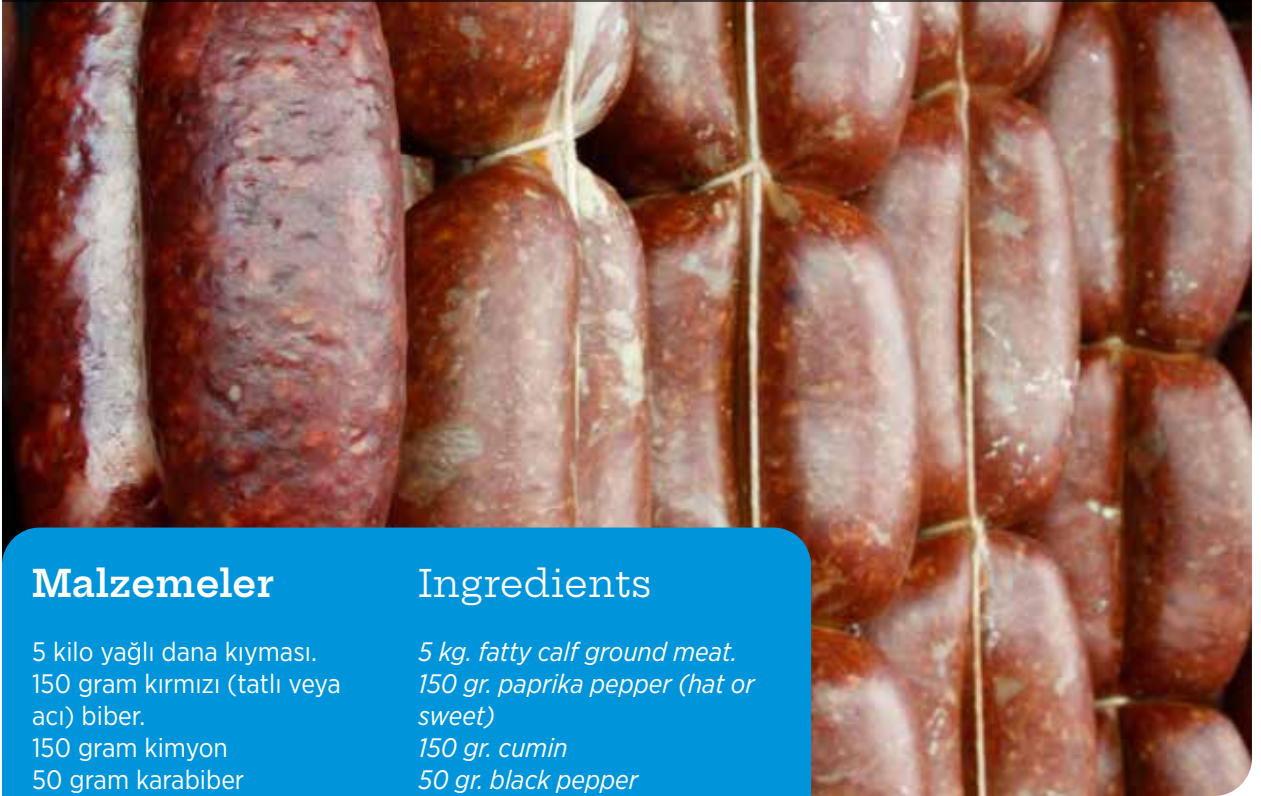 Malzemeler
5 kilo yağlı dana kıyması.
150 gram kırmızı (tatlı veya
acı) biber.
150 gram kimyon
50 gram karabiber
Ingredients
5 kg. fatty calf ground meat.
150 gr. paprika pepper (hat or
sweet)
150 gr. cumin
50 gr. black pepper